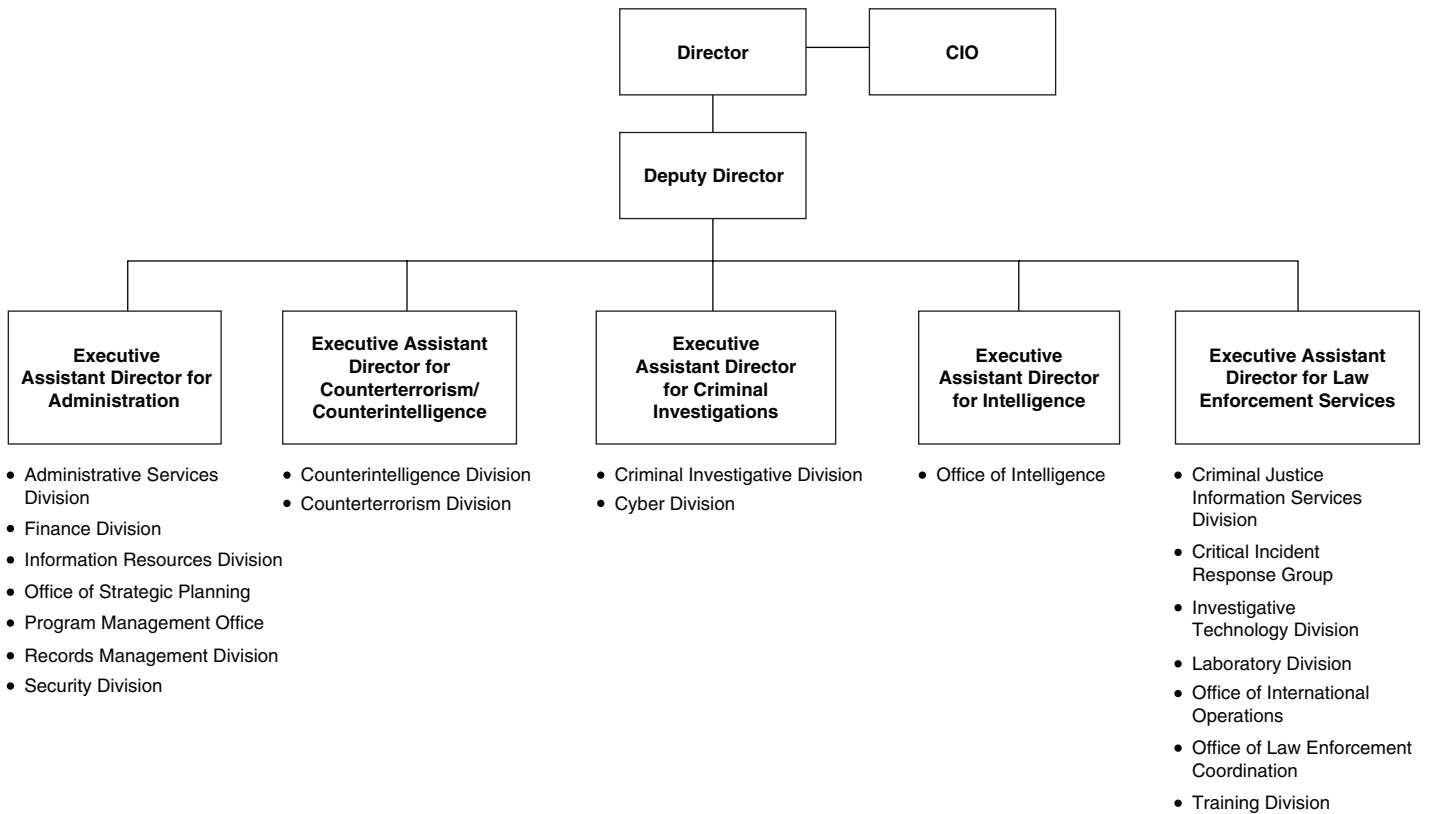 Director
CIO
Deputy Director
Executive
Assistant Director for
Administration
Executive Assistant
Director for
Counterterrorism/
Counterintelligence
Executive
Assistant Director
for Criminal
Investigations
Executive
Assistant Director
for Intelligence
Executive Assistant
Director for Law
Enforcement Services
• Administrative Services
Division
• Finance Division
• Information Resources Division
• Office of Strategic Planning
• Program Management Office
• Records Management Division
• Security Division
• Counterintelligence Division
• Counterterrorism Division
• Criminal Investigative Division
• Cyber Division
• Office of Intelligence
• Criminal Justice
Information Services
Division
• Critical Incident
Response Group
• Investigative
Technology Division
• Laboratory Division
• Office of International
Operations
• Office of Law Enforcement
Coordination
• Training Division